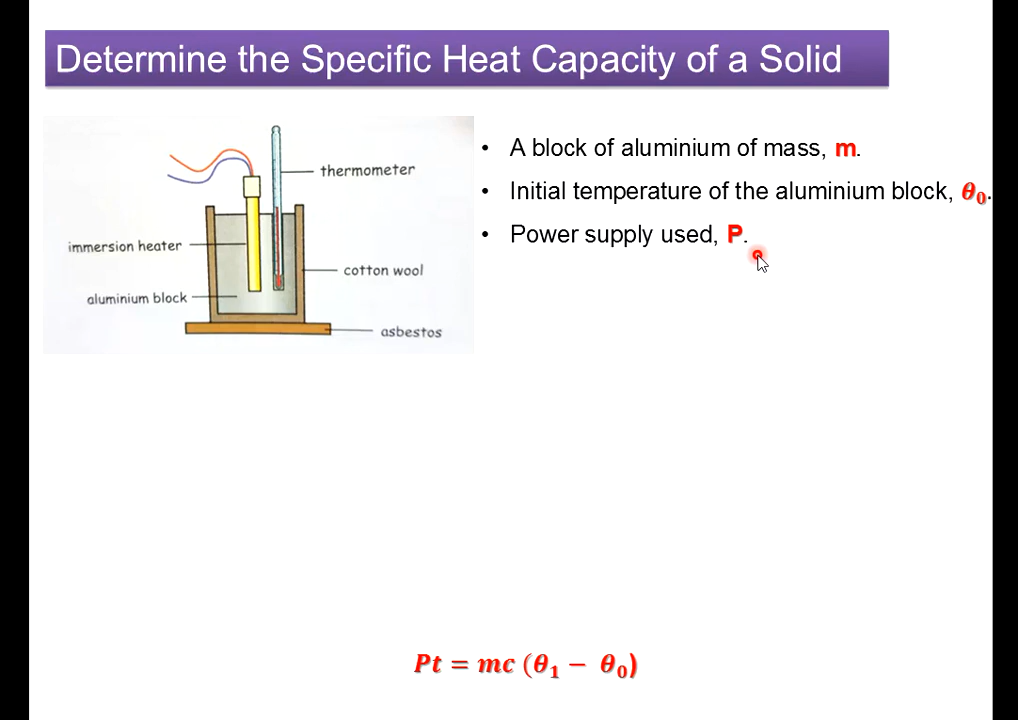 Determine the Specific Heat Capacity of a Solid
thermometer
immersion heater
cotton wool
aluminium block
asbestos
• A block of aluminium of mass, m.
• Initial temperature of the aluminium block, θ₀.
• Power supply used, P.
Pt = mc (θ₁ − θ₀)